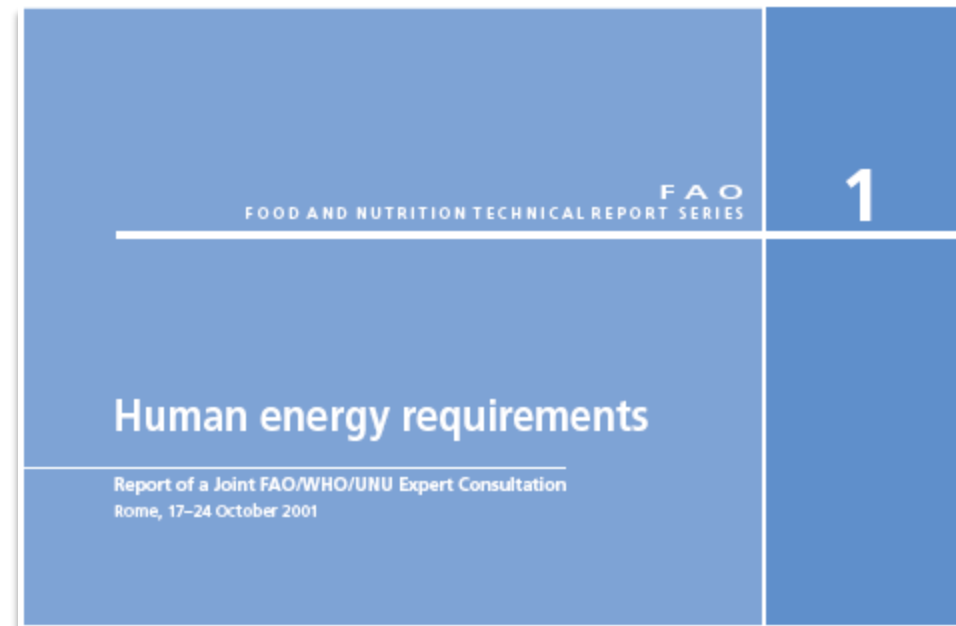 FAO
FOOD AND NUTRITION TECHNICAL REPORT SERIES
1
Human energy requirements
Report of a Joint FAO/WHO/UNU Expert Consultation
Rome, 17–24 October 2001